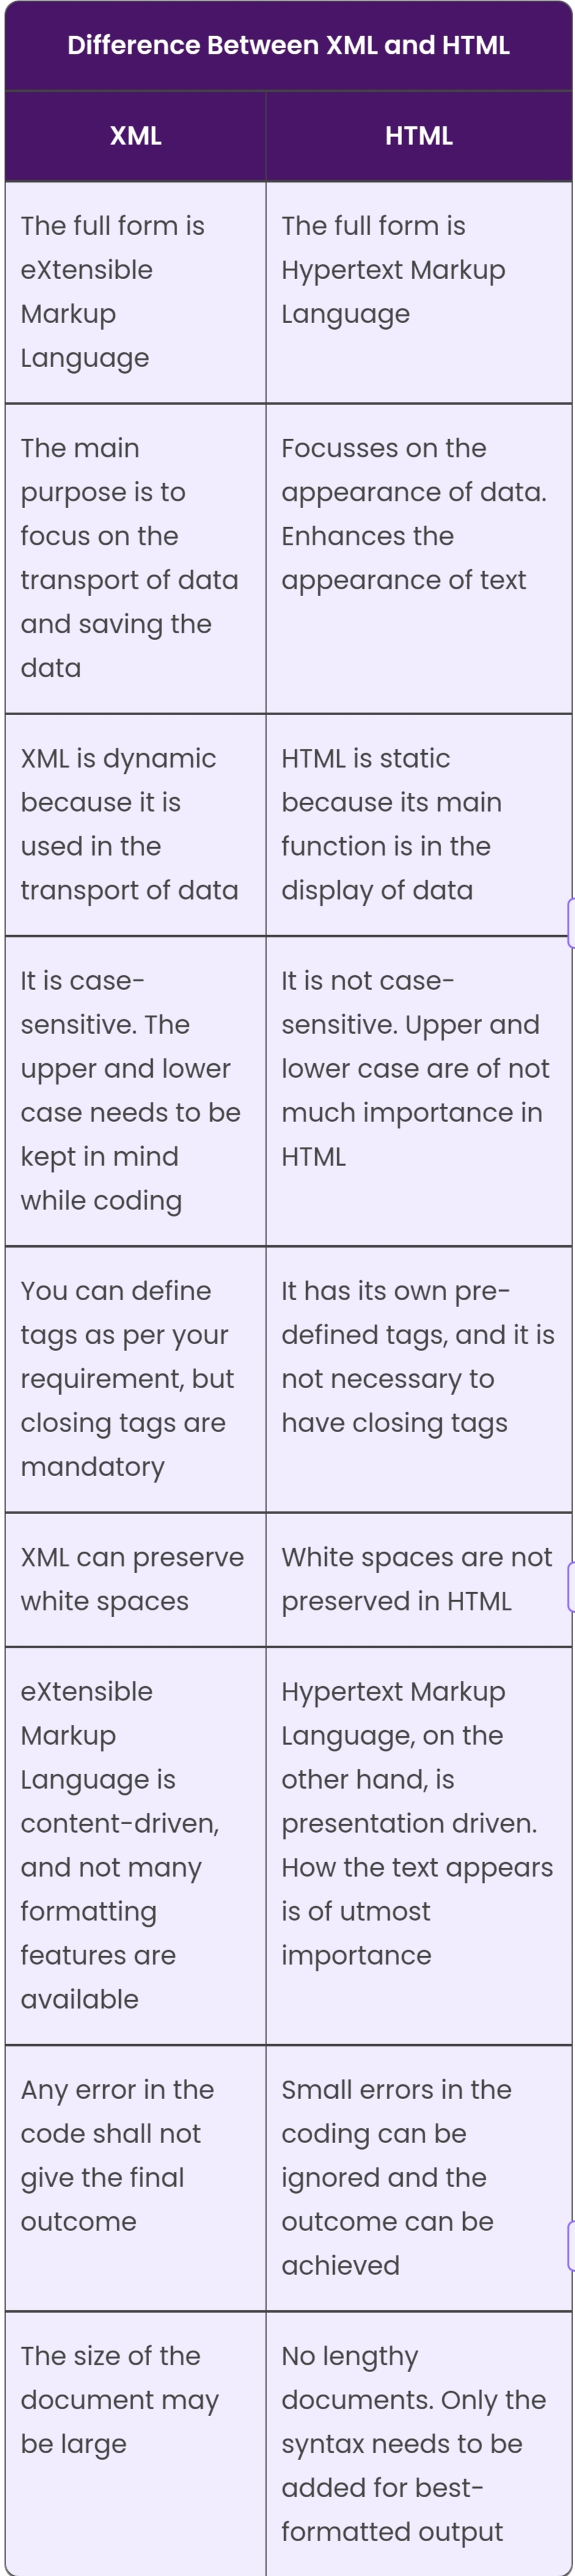 Difference Between XML and HTML
XML
HTML
The full form is
eXtensible
Markup
Language
The full form is
Hypertext Markup
Language
The main
purpose is to
focus on the
transport of data
and saving the
data
Focusses on the
appearance of data.
Enhances the
appearance of text
XML is dynamic
because it is
used in the
transport of data
HTML is static
because its main
function is in the
display of data
It is case-
sensitive. The
upper and lower
case needs to be
kept in mind
while coding
It is not case-
sensitive. Upper and
lower case are of not
much importance in
HTML
You can define
tags as per your
requirement, but
closing tags are
mandatory
It has its own pre-
defined tags, and it is
not necessary to
have closing tags
XML can preserve
white spaces
White spaces are not
preserved in HTML
eXtensible
Markup
Language is
content-driven,
and not many
formatting
features are
available
Hypertext Markup
Language, on the
other hand, is
presentation driven.
How the text appears
is of utmost
importance
Any error in the
code shall not
give the final
outcome
Small errors in the
coding can be
ignored and the
outcome can be
achieved
The size of the
document may
be large
No lengthy
documents. Only the
syntax needs to be
added for best-
formatted output